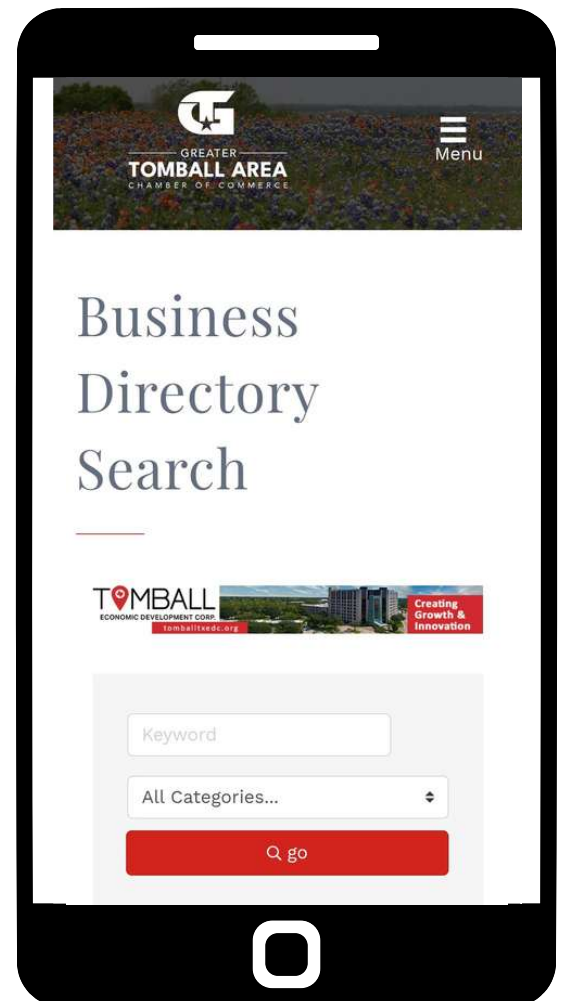 GREATER
TOMBALL AREA
CHAMBER OF COMMERCE
Menu
Business
Directory
Search
TOMBALL
ECONOMIC DEVELOPMENT CORP.
tomballtxedc.org
Creating
Growth &
Innovation
Keyword
All Categories...
go